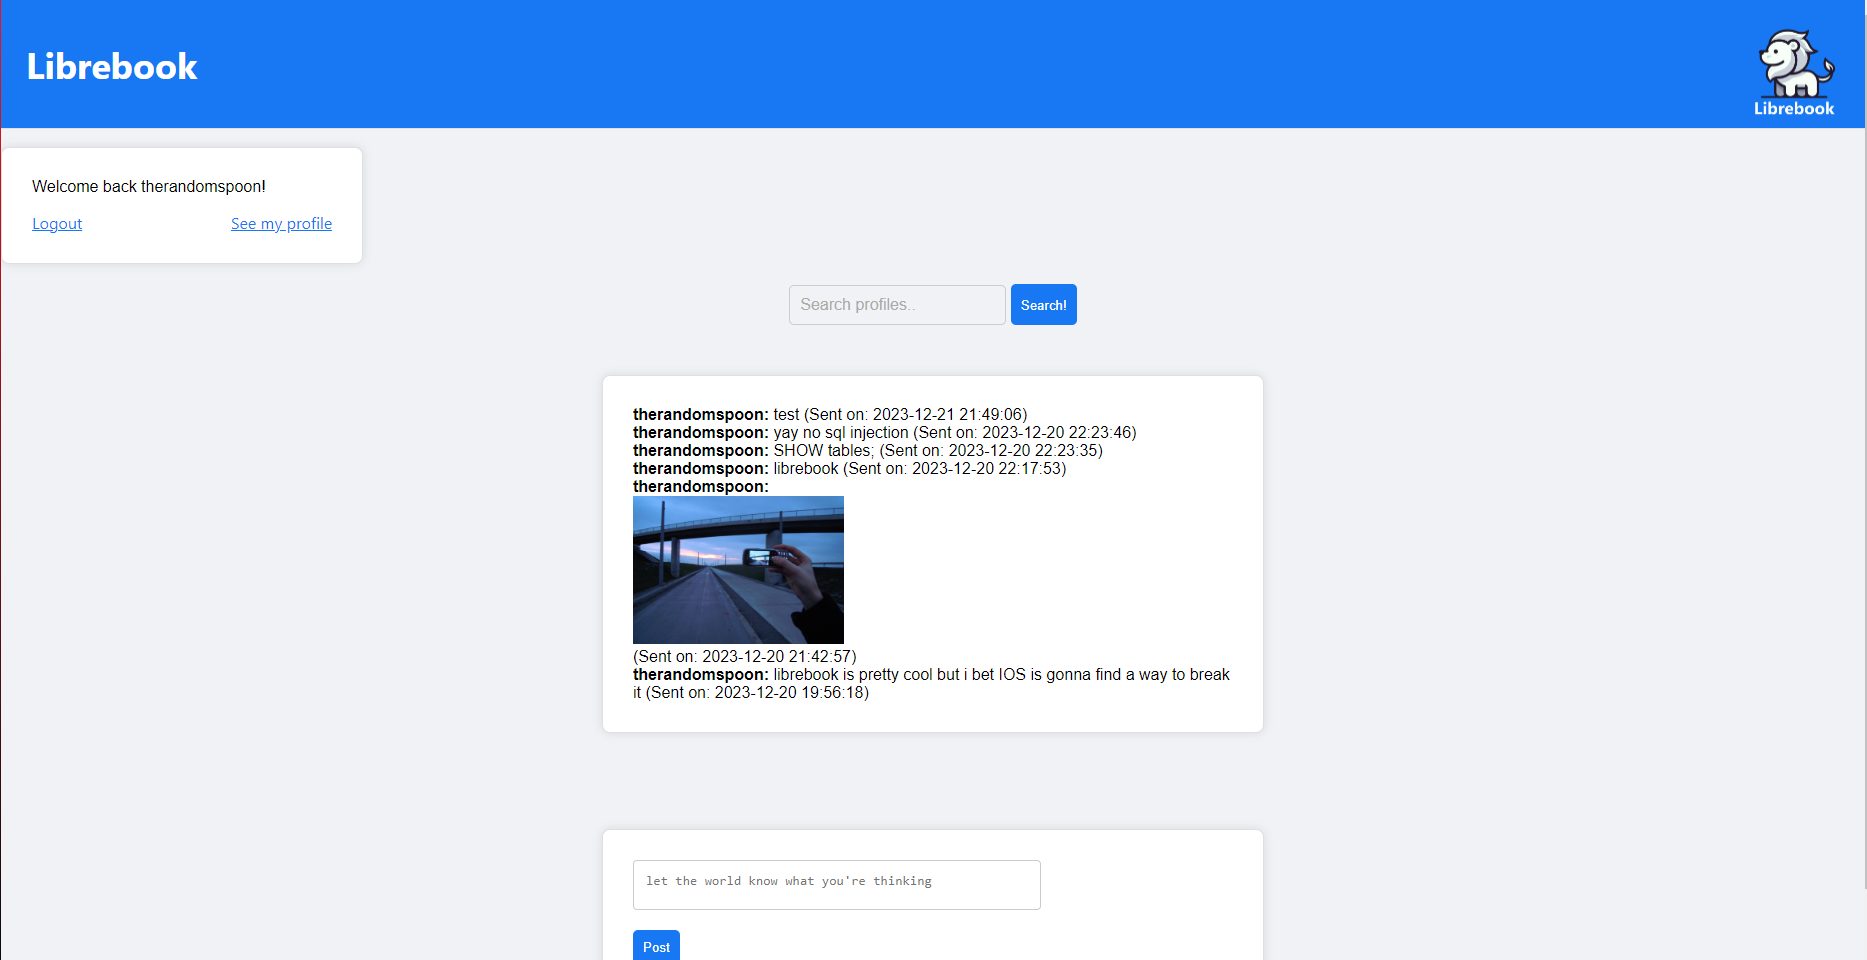 Librebook
Librebook
Welcome back therandomspoon!
Logout
See my profile
Search profiles..
Search!
therandomspoon: test (Sent on: 2023-12-21 21:49:06)
therandomspoon: yay no sql injection (Sent on: 2023-12-20 22:23:46)
therandomspoon: SHOW tables; (Sent on: 2023-12-20 22:23:35)
therandomspoon: librebook (Sent on: 2023-12-20 22:17:53)
therandomspoon:
(Sent on: 2023-12-20 21:42:57)
therandomspoon: librebook is pretty cool but i bet IOS is gonna find a way to break
it (Sent on: 2023-12-20 19:56:18)
let the world know what you're thinking
Post